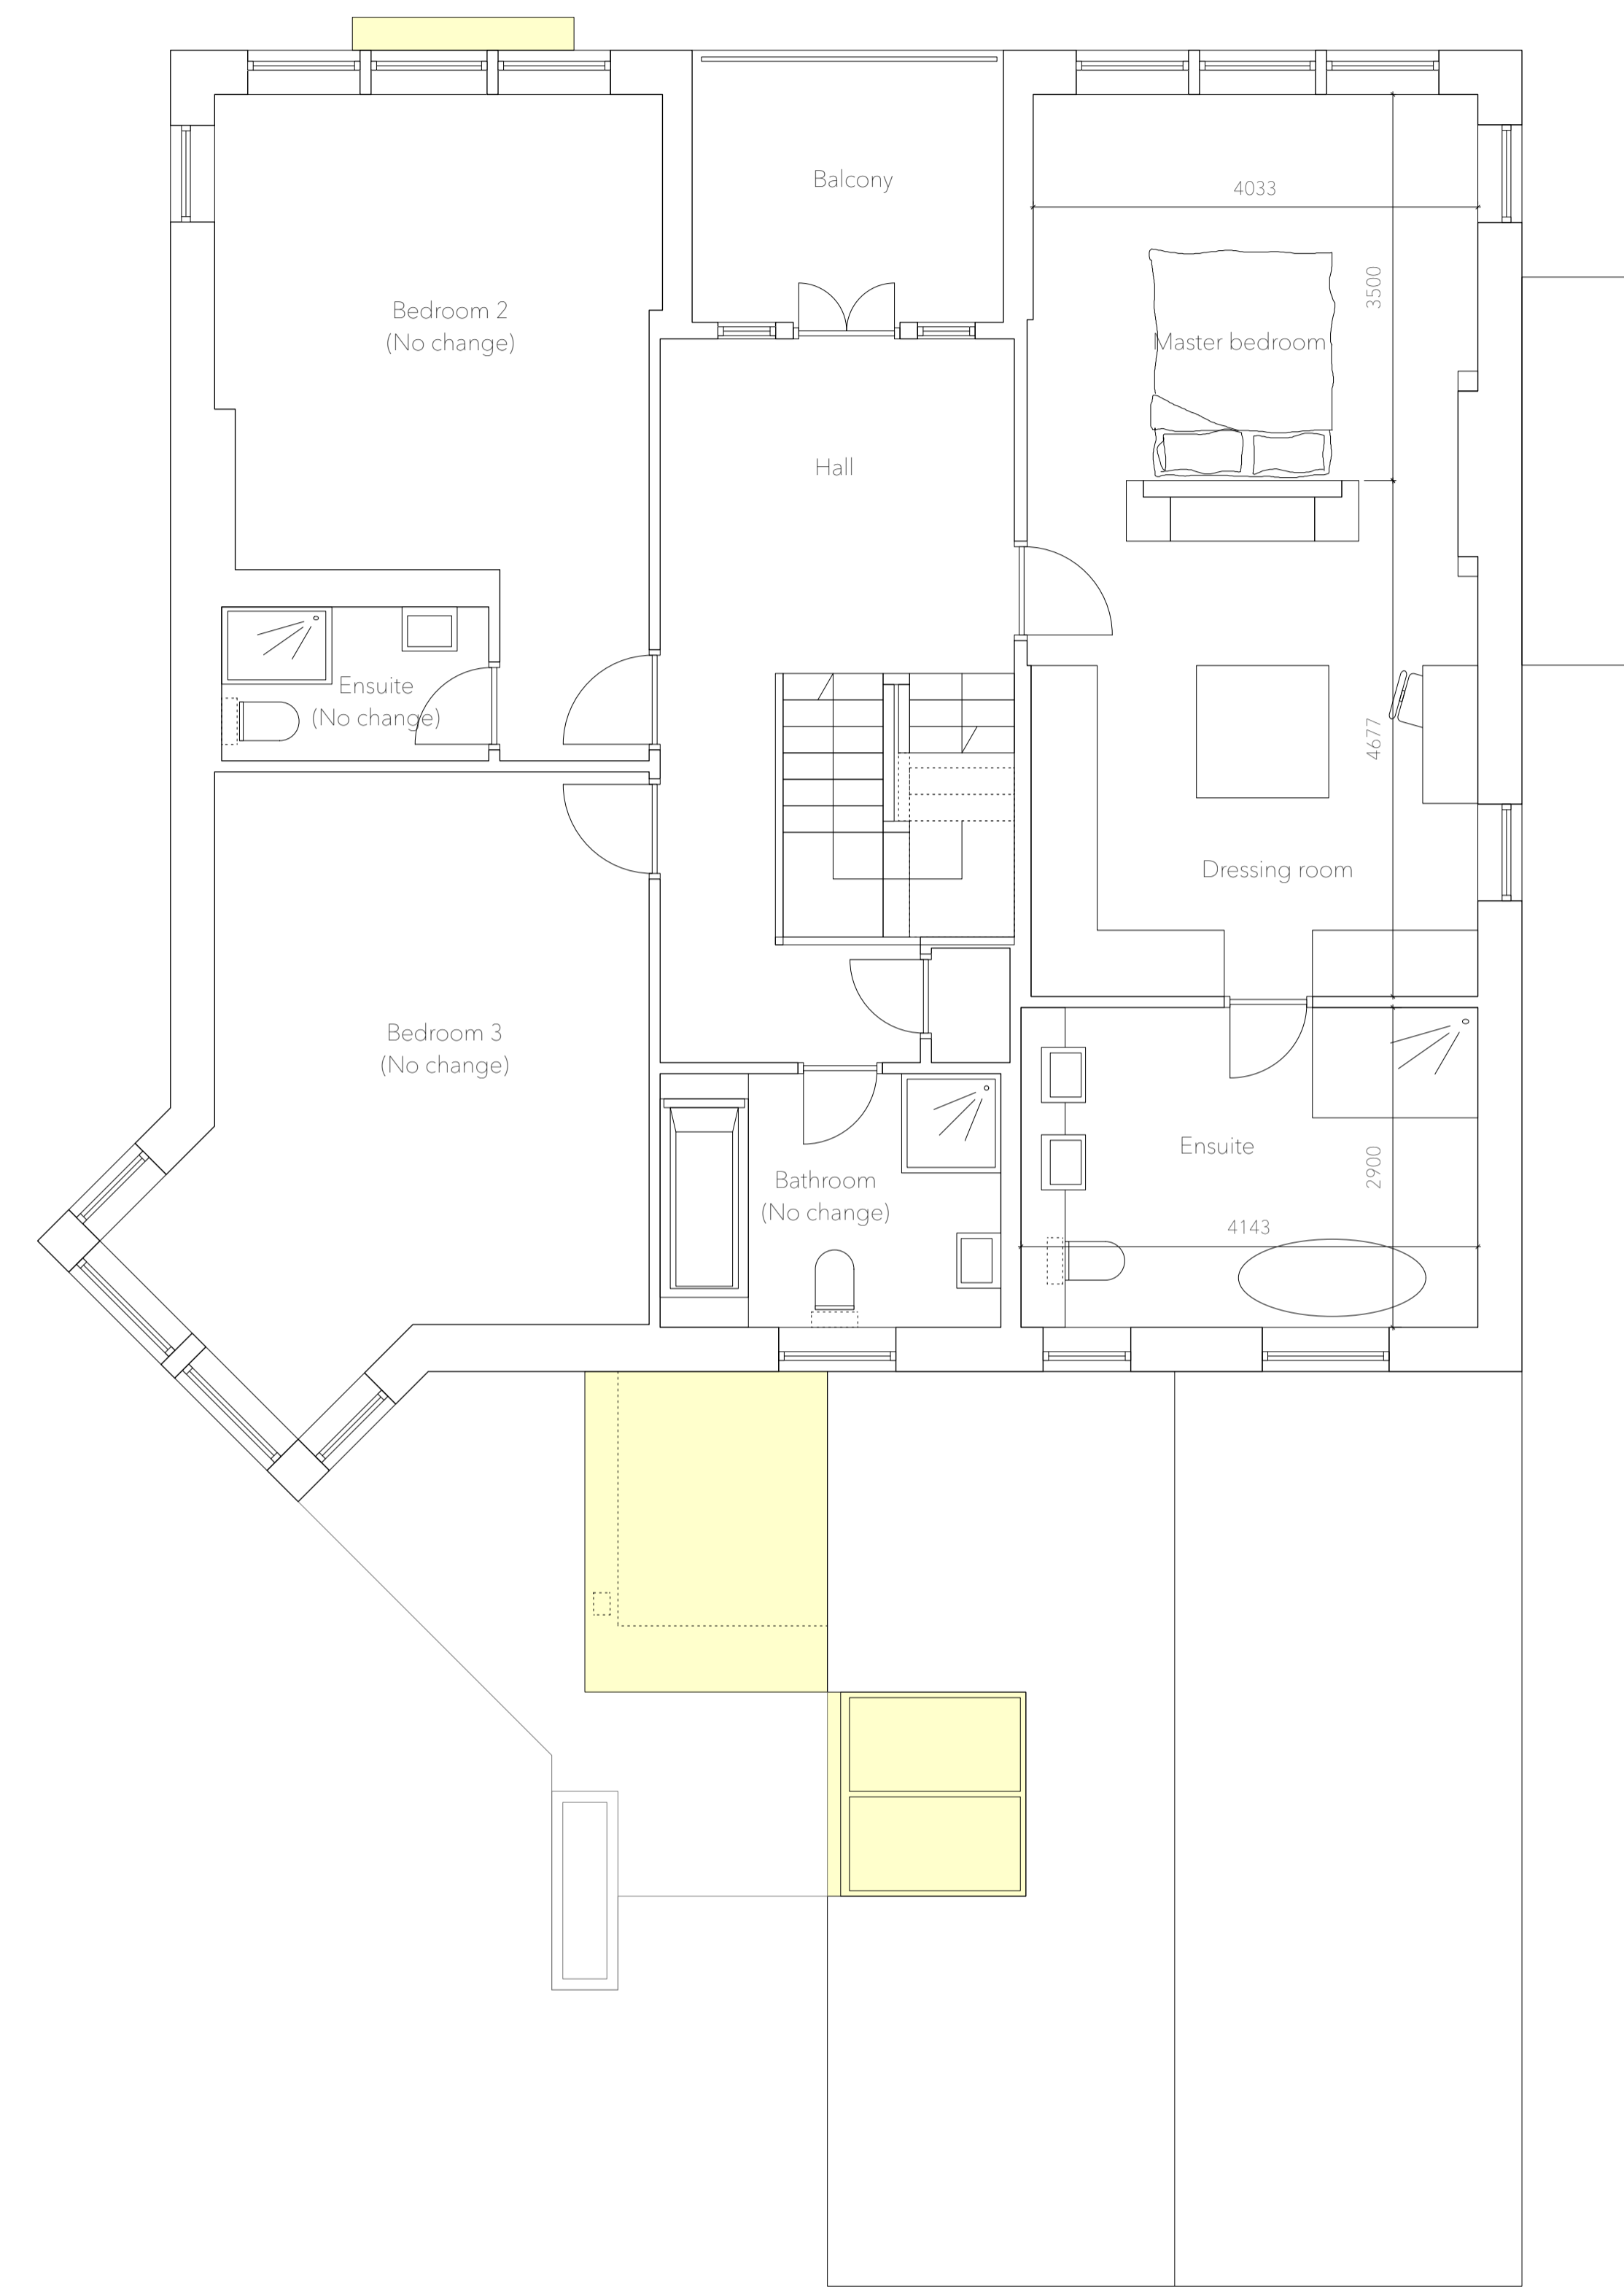 Balcony
4033
3500
Bedroom 2
(No change)
Master bedroom
Hall
Ensuite
(No change)
4677
Dressing room
Bedroom 3
(No change)
Ensuite
2900
Bathroom
(No change)
4143